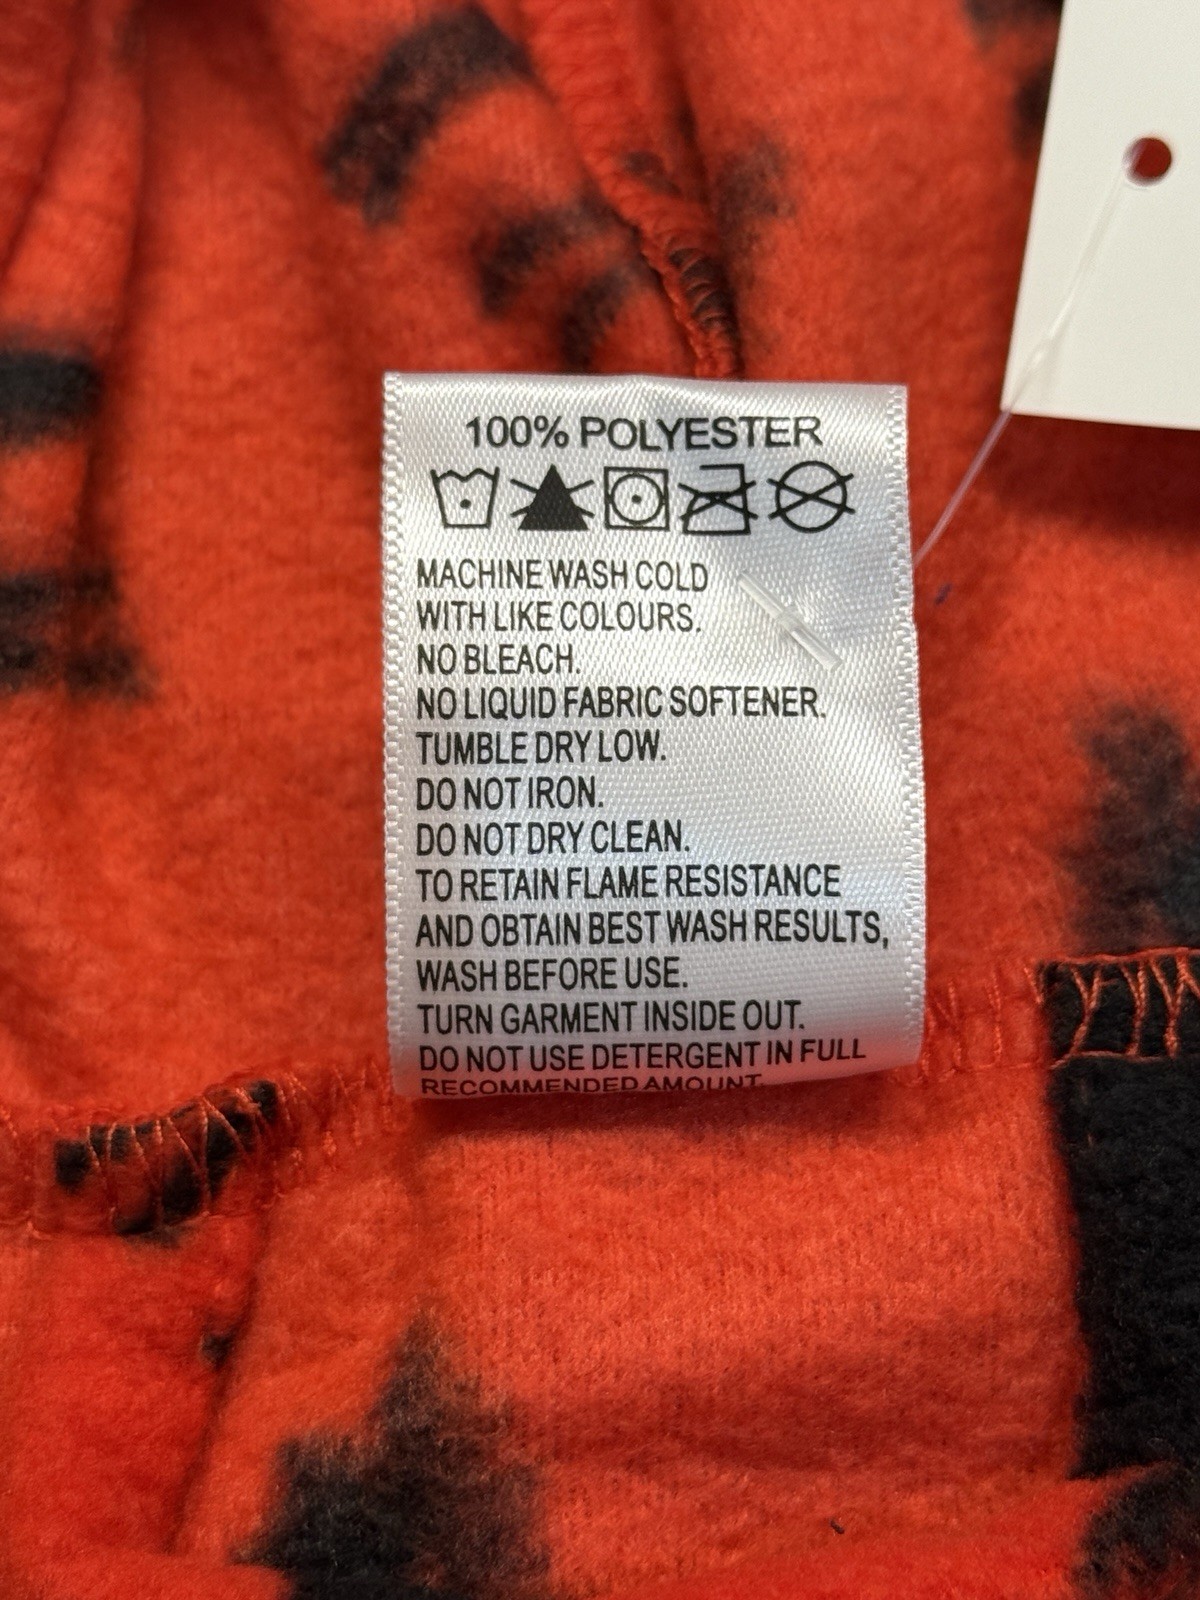 100% POLYESTER
MACHINE WASH COLD
WITH LIKE COLOURS.
NO BLEACH.
NO LIQUID FABRIC SOFTENER.
TUMBLE DRY LOW.
DO NOT IRON.
DO NOT DRY CLEAN.
TO RETAIN FLAME RESISTANCE
AND OBTAIN BEST WASH RESULTS,
WASH BEFORE USE.
TURN GARMENT INSIDE OUT.
DO NOT USE DETERGENT IN FULL
RECOMMENDED AMOUNT.